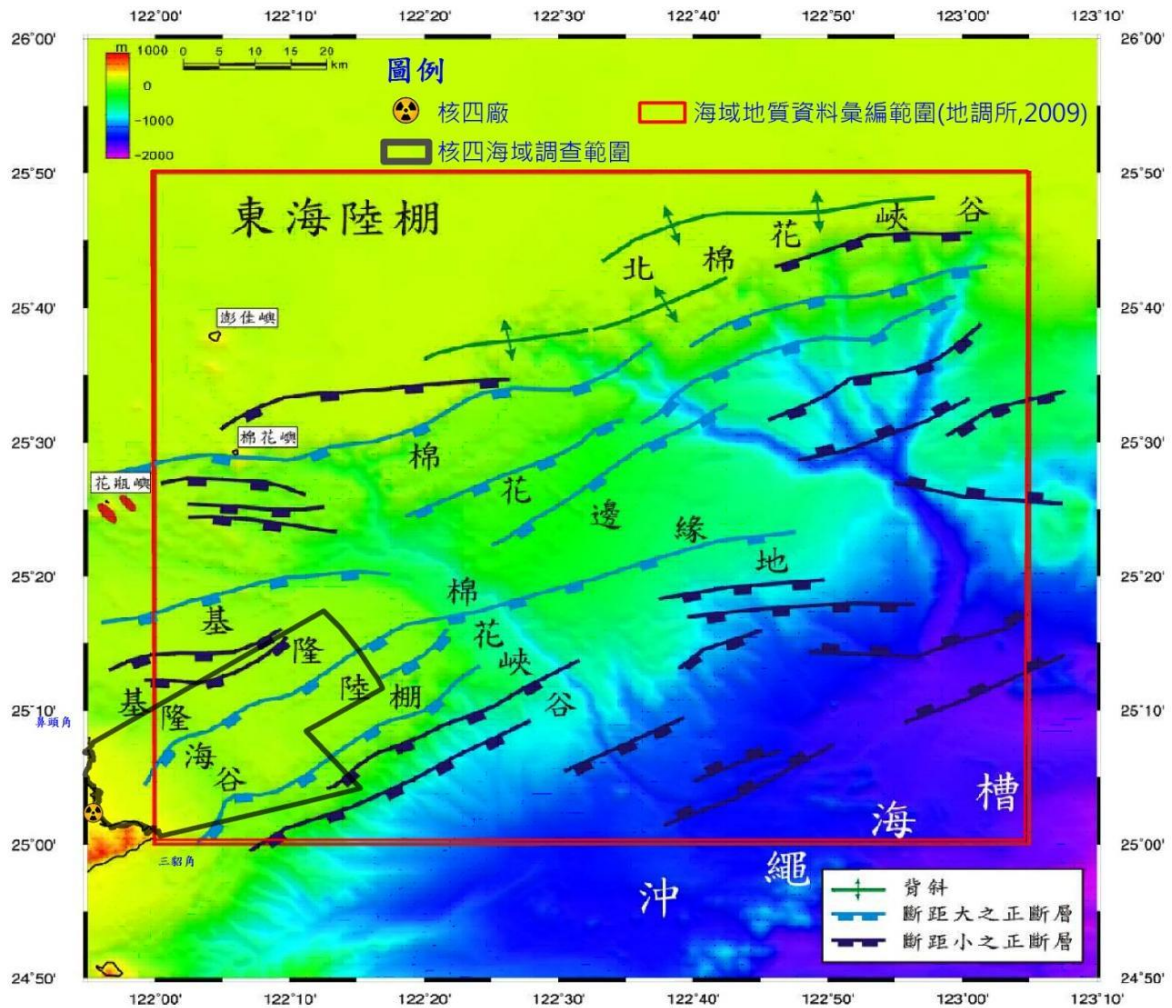 122°00' 122°10' 122°20' 122°30' 122°40' 122°50' 123°00' 123°10'
26°00' 26°00'
m 1000 0 -1000 -2000
0 5 10 15 20 km
圖例
核四廠
海域地質資料彙編範圍(地調所,2009)
核四海域調查範圍
25°50' 25°50'
東海陸棚
北棉花峽谷
25°40' 25°40'
彭佳嶼
棉花嶼
25°30' 25°30'
花瓶嶼
棉花邊緣地
25°20' 25°20'
棉花峽谷
基隆陸棚
基隆海谷
25°10' 25°10'
鼻頭角
25°00' 25°00'
三貂角
沖繩海槽
背斜
斷距大之正斷層
斷距小之正斷層
24°50' 24°50'
122°00' 122°10' 122°20' 122°30' 122°40' 122°50' 123°00' 123°10'